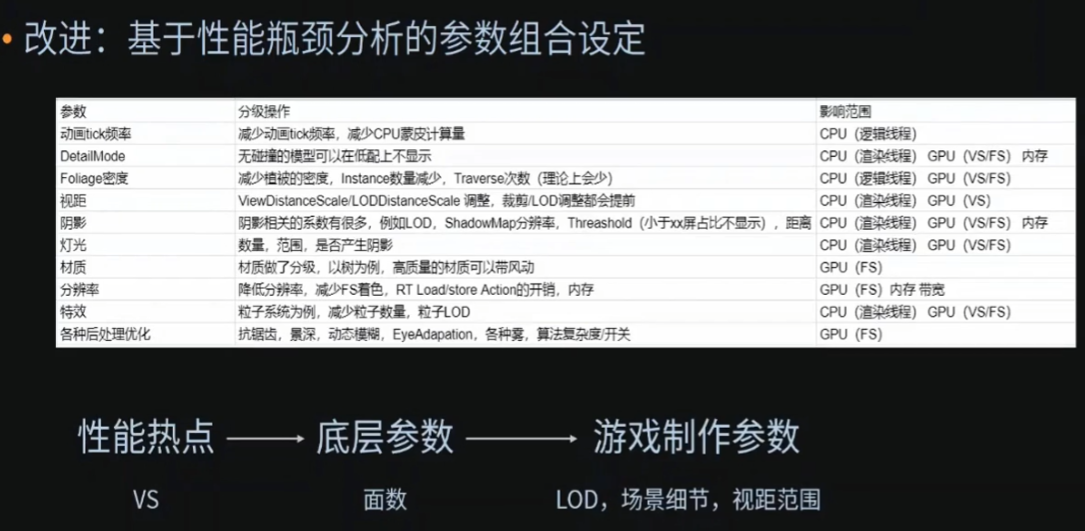 • 改进：基于性能瓶颈分析的参数组合设定
参数 分级操作 影响范围
动画tick频率 减少动画tick频率，减少CPU蒙皮计算量 CPU（逻辑线程）
DetailMode 无碰撞的模型可以在低配上不显示 CPU（渲染线程） GPU（VS/FS） 内存
Foliage密度 减少植被的密度，Instance数量减少，Traverse次数（理论上会少） CPU（逻辑线程） GPU（VS/FS）
视距 ViewDistanceScale/LODDistanceScale 调整，裁剪/LOD调整都会提前 CPU（渲染线程） GPU（VS）
阴影 阴影相关的系数有很多，例如LOD，ShadowMap分辨率，Threashold（小于xx屏占比不显示），距离 CPU（渲染线程） GPU（VS/FS） 内存
灯光 数量，范围，是否产生阴影 CPU（渲染线程） GPU（VS/FS）
材质 材质做了分级，以树为例，高质量的材质可以带风动 GPU（FS）
分辨率 降低分辨率，减少FS着色，RT Load/store Action的开销，内存 GPU（FS）内存 带宽
特效 粒子系统为例，减少粒子数量，粒子LOD CPU（渲染线程） GPU（VS/FS）
各种后处理优化 抗锯齿，景深，动态模糊，EyeAdapation，各种雾，算法复杂度/开关 GPU（FS）
性能热点 底层参数 游戏制作参数
VS 面数 LOD，场景细节，视距范围